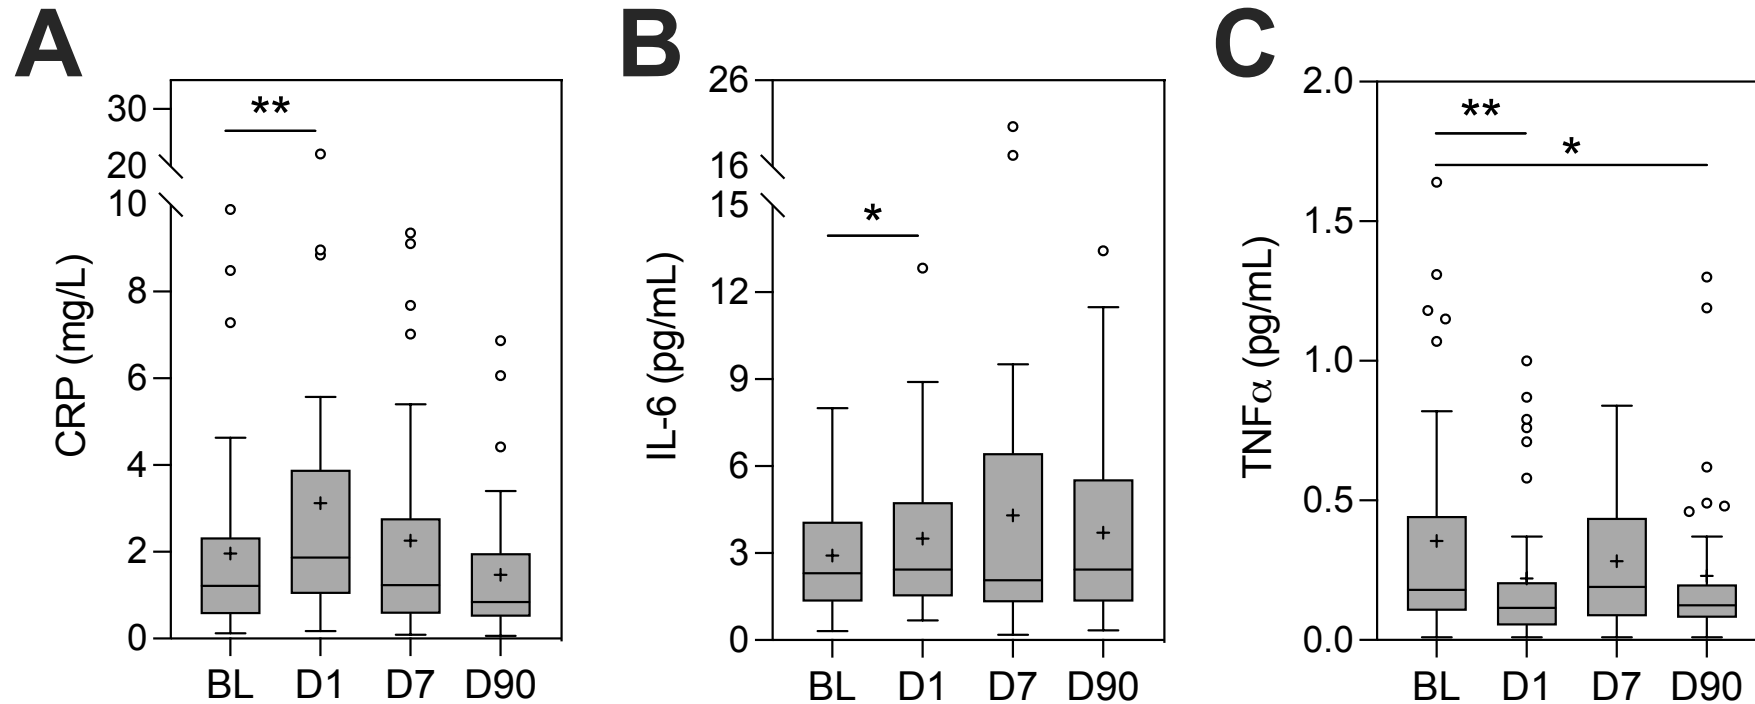 A
CRP (mg/L)
30
20
10
8
6
4
2
0
**
BL D1 D7 D90
B
IL-6 (pg/mL)
26
16
15
12
9
6
3
0
*
BL D1 D7 D90
C
TNFα (pg/mL)
2.0
1.5
1.0
0.5
0.0
**
*
BL D1 D7 D90